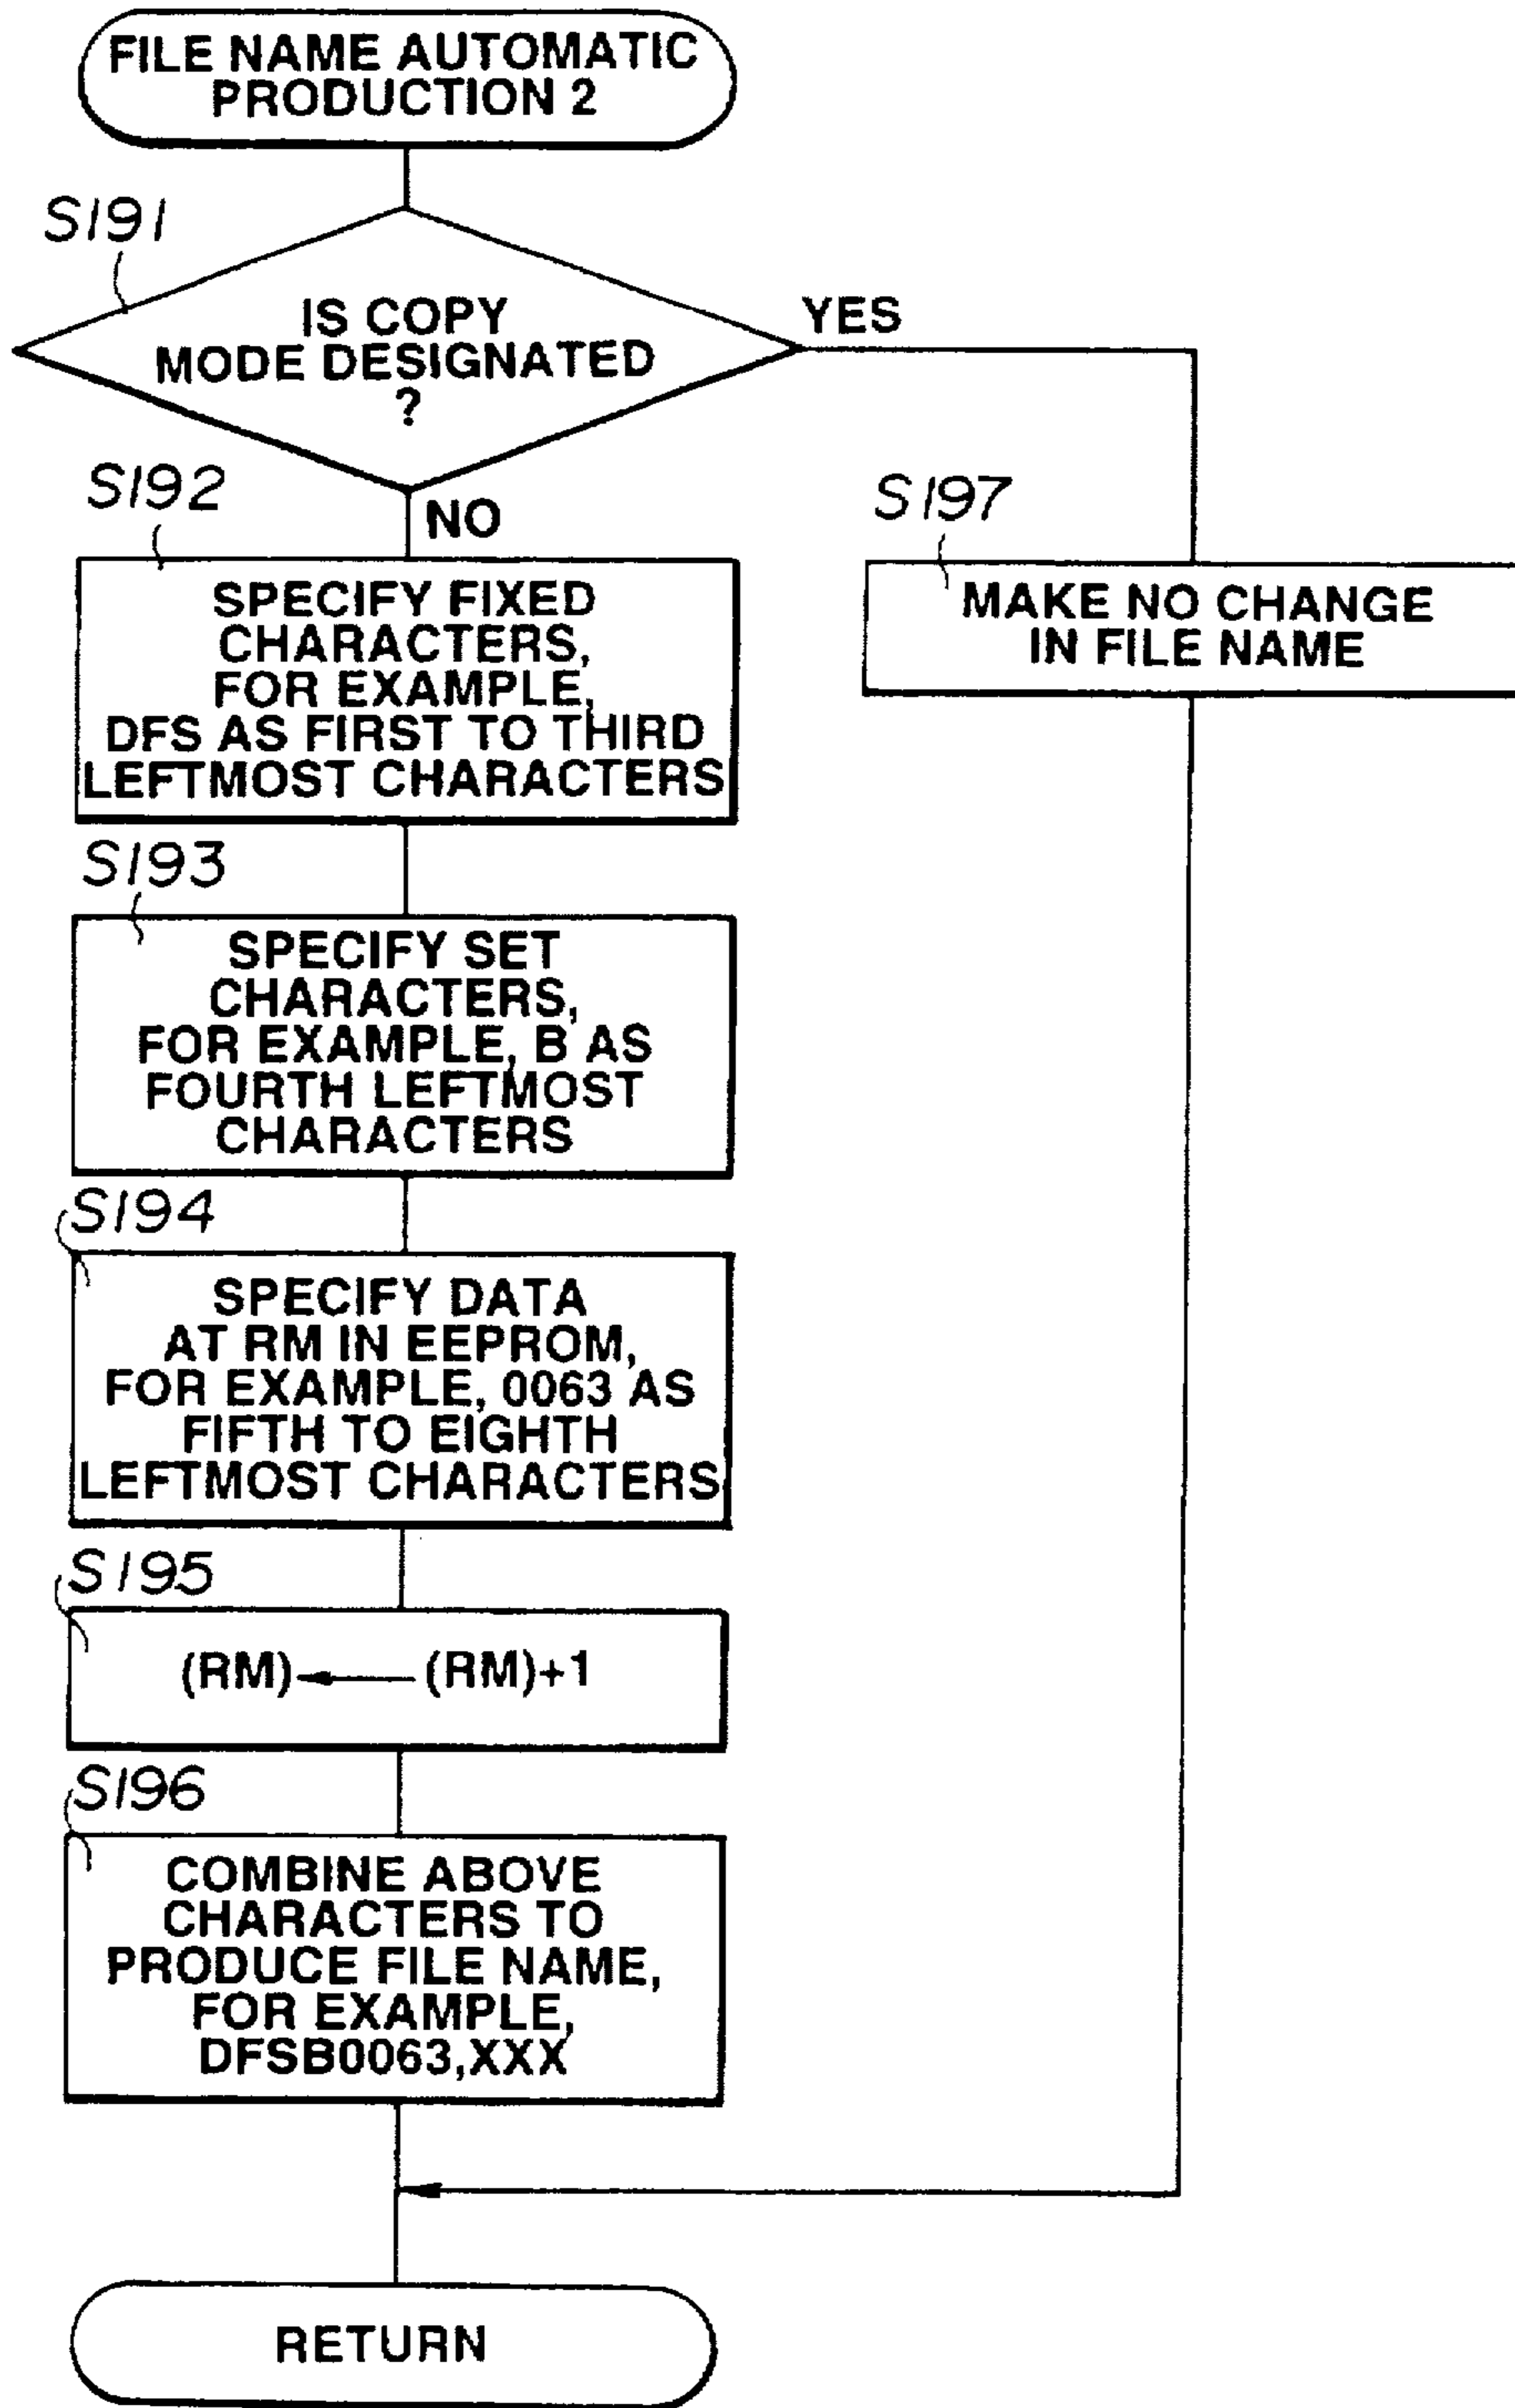 FILE NAME AUTOMATIC
PRODUCTION 2
S191
IS COPY
MODE DESIGNATED
?
YES
NO
S192
SPECIFY FIXED
CHARACTERS,
FOR EXAMPLE,
DFS AS FIRST TO THIRD
LEFTMOST CHARACTERS
S197
MAKE NO CHANGE
IN FILE NAME
S193
SPECIFY SET
CHARACTERS,
FOR EXAMPLE, B AS
FOURTH LEFTMOST
CHARACTERS
S194
SPECIFY DATA
AT RM IN EEPROM,
FOR EXAMPLE, 0063 AS
FIFTH TO EIGHTH
LEFTMOST CHARACTERS
S195
(RM)←(RM)+1
S196
COMBINE ABOVE
CHARACTERS TO
PRODUCE FILE NAME,
FOR EXAMPLE,
DFSB0063,XXX
RETURN